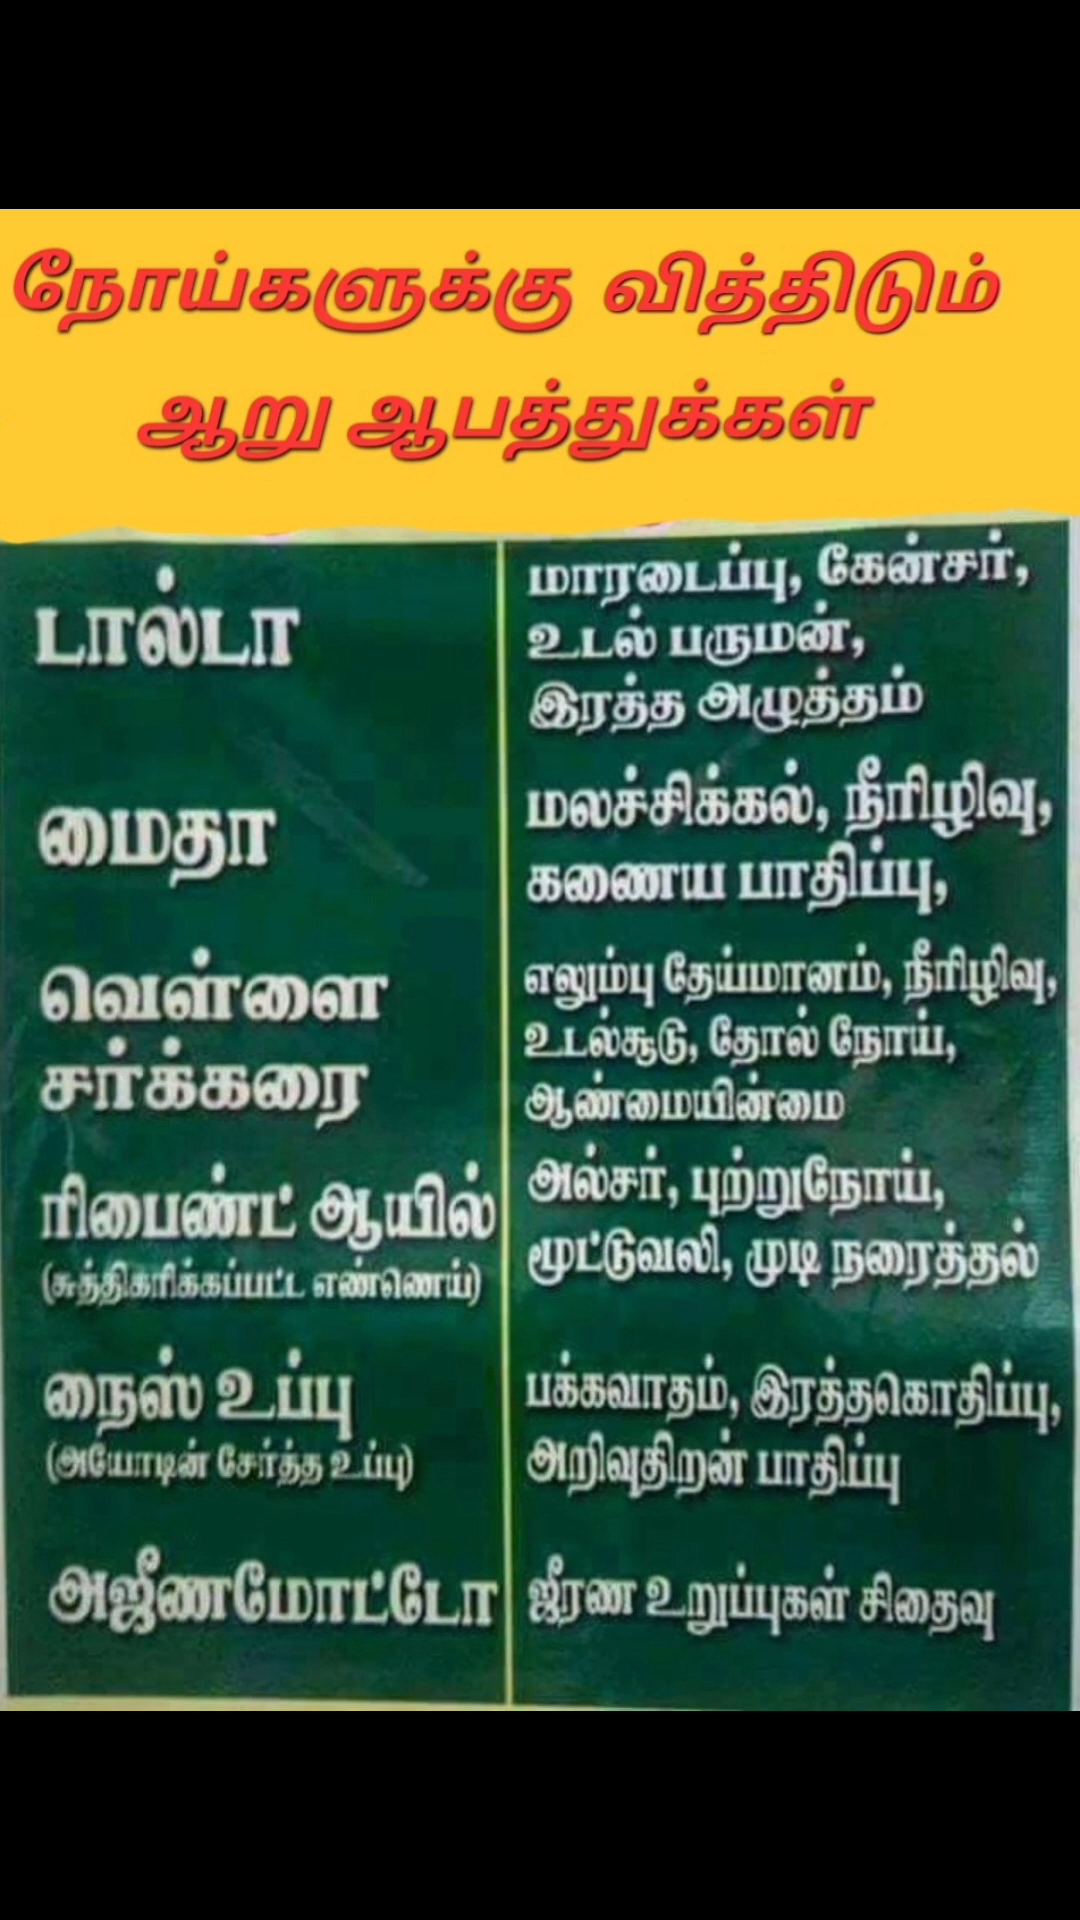 நோய்களுக்கு வித்திடும்
ஆறு ஆபத்துக்கள்
டால்டா
மாரடைப்பு, கேன்சர்,
உடல் பருமன்,
இரத்த அழுத்தம்
மைதா
மலச்சிக்கல், நீரிழிவு,
கணைய பாதிப்பு,
வெள்ளை
சர்க்கரை
எலும்பு தேய்மானம், நீரிழிவு,
உடல்சூடு, தோல் நோய்,
ஆண்மையின்மை
ரிபைண்ட் ஆயில்
(சுத்திகரிக்கப்பட்ட எண்ணெய்)
அல்சர், புற்றுநோய்,
மூட்டுவலி, முடி நரைத்தல்
நைஸ் உப்பு
(அயோடின் சேர்த்த உப்பு)
பக்கவாதம், இரத்தகொதிப்பு,
அறிவுதிறன் பாதிப்பு
அஜீணமோட்டோ
ஜீரண உறுப்புகள் சிதைவு